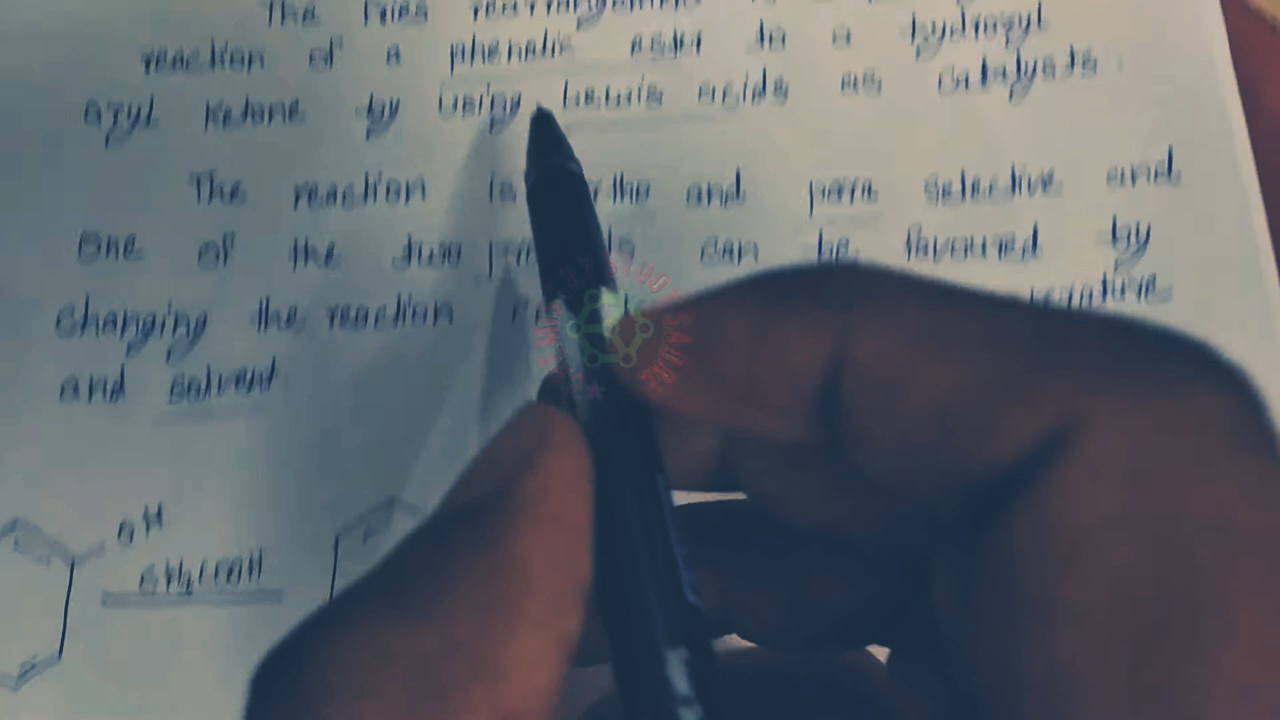 The Fries rearrangement is a
reaction of a phenolic ester to a hydroxyl
aryl Ketone by Using Lewis acids as catalysts.
The reaction is ortho and para selective and
One of the two can be favoured by
changing the reaction
and solvent
OH
CH3COOH